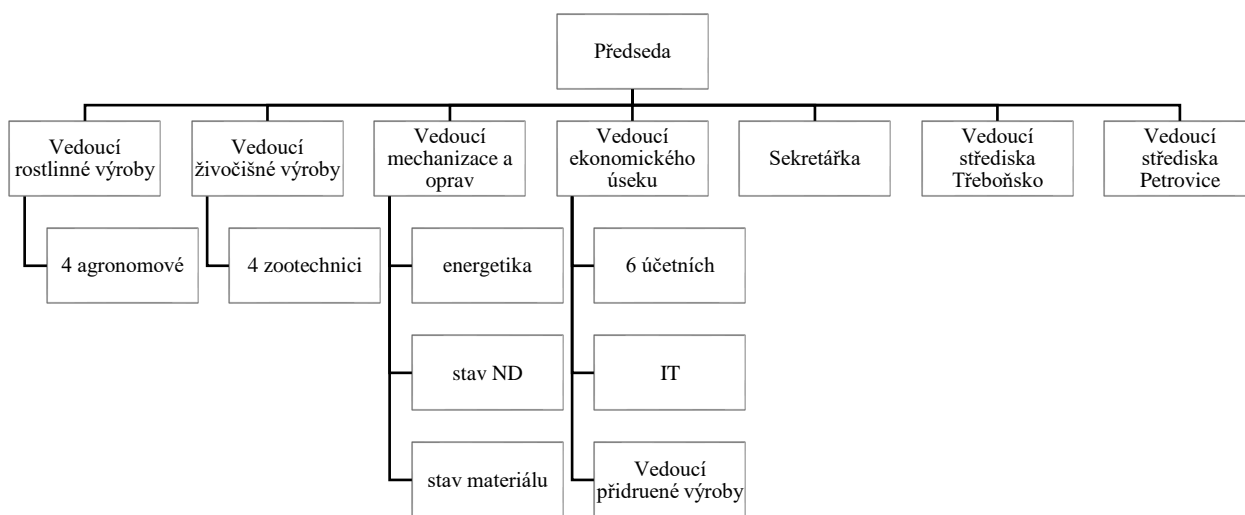 Předseda
Vedoucí
rostlinné výroby
Vedoucí
živočišné výroby
Vedoucí
mechanizace a
oprav
Vedoucí
ekonomického
úseku
Sekretářka
Vedoucí
střediska
Třeboňsko
Vedoucí
střediska
Petrovice
4 agronomové
4 zootechnici
energetika
6 účetních
stav ND
IT
stav materiálu
Vedoucí
přidruené výroby